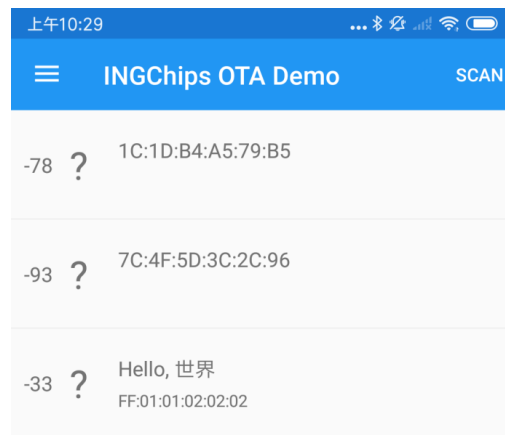 上午10:29
INGChips OTA Demo SCAN
-78 ? 1C:1D:B4:A5:79:B5
-93 ? 7C:4F:5D:3C:2C:96
-33 ? Hello, 世界
FF:01:01:02:02:02